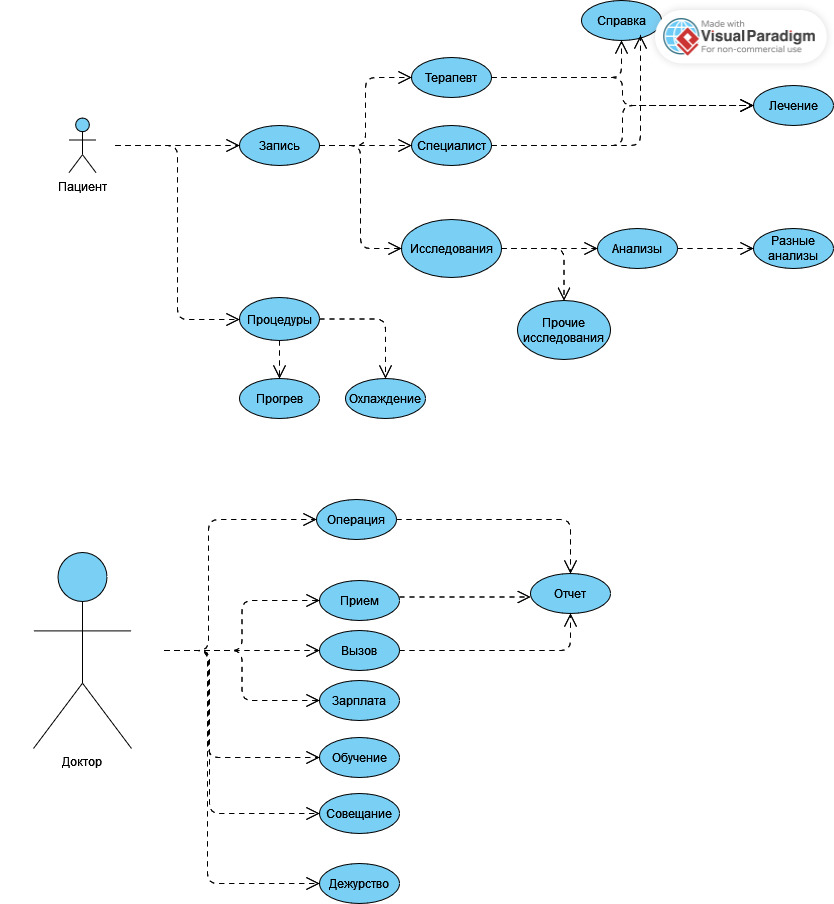 Справка
Made with
Visual Paradigm
For non-commercial use
Терапевт
Лечение
Запись
Специалист
Пациент
Исследования
Анализы
Разные
анализы
Процедуры
Прочие
исследования
Прогрев
Охлаждение
Операция
Прием
Отчет
Вызов
Зарплата
Обучение
Доктор
Совещание
Дежурство